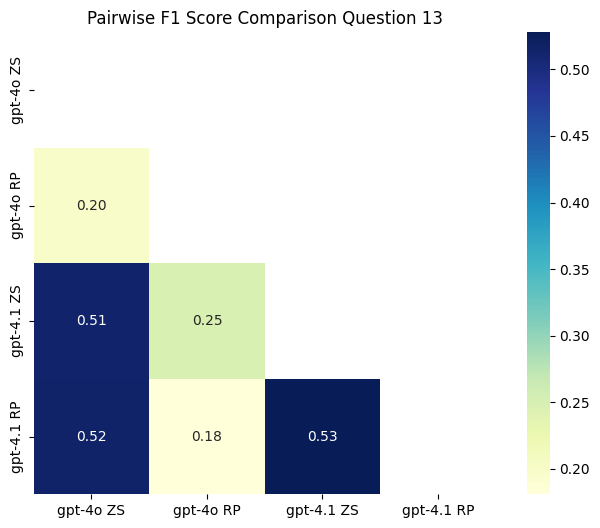 Pairwise F1 Score Comparison Question 13
gpt-4o ZS
gpt-4o RP
gpt-4.1 ZS
gpt-4.1 RP
0.20
0.51 0.25
0.52 0.18 0.53
gpt-4o ZS gpt-4o RP gpt-4.1 ZS gpt-4.1 RP
0.50
0.45
0.40
0.35
0.30
0.25
0.20